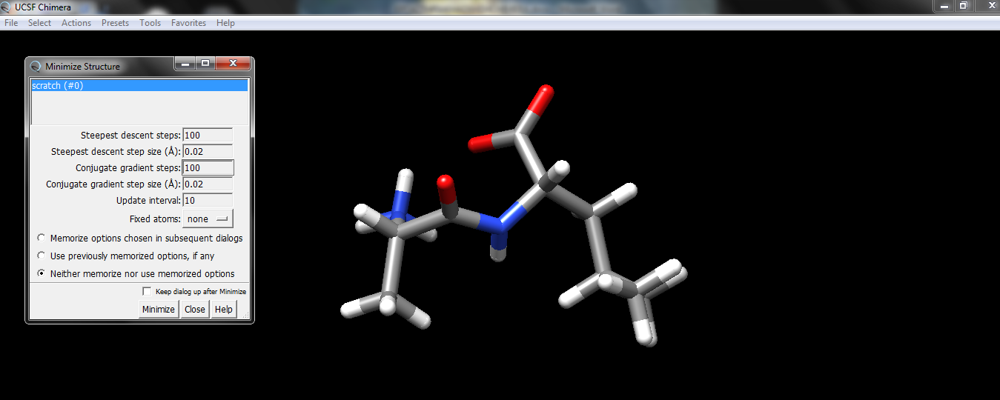 UCSF Chimera
File Select Actions Presets Tools Favorites Help
Minimize Structure
scratch (#0)
Steepest descent steps: 100
Steepest descent step size (Å): 0.02
Conjugate gradient steps: 100
Conjugate gradient step size (Å): 0.02
Update interval: 10
Fixed atoms: none
Memorize options chosen in subsequent dialogs
Use previously memorized options, if any
Neither memorize nor use memorized options
Keep dialog up after Minimize
Minimize Close Help